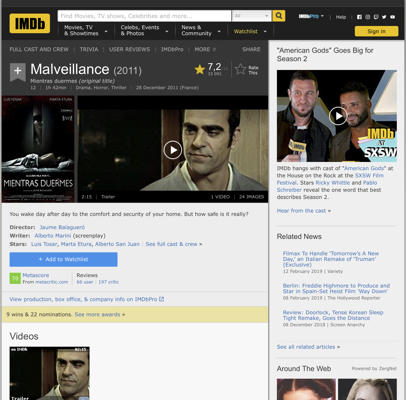 IMDb
Find Movies, TV shows, Celebrities and more...
All
IMDbPro
Help
Movies, TV & Showtimes
Celebs, Events & Photos
News & Community
Watchlist
Sign in
FULL CAST AND CREW | TRIVIA | USER REVIEWS | IMDbPro | MORE
SHARE
Malveillance (2011)
Mientras duermes (original title)
12 | 1h 42min | Drama, Horror, Thriller | 28 December 2011 (France)
7,2
Rate This
LUIS TOSAR MARTA ETURA
MIENTRAS DUERMES
2:15 | Trailer
1 VIDEO | 24 IMAGES
You wake day after day to the comfort and security of your home. But how safe is it really?
Director: Jaume Balagueró
Writer: Alberto Marini (screenplay)
Stars: Luis Tosar, Marta Etura, Alberto San Juan | See full cast & crew »
+ Add to Watchlist
Metascore
From metacritic.com
Reviews
66 user | 197 critic
View production, box office, & company info on IMDbPro
9 wins & 22 nominations. See more awards »
Videos
IMDb
Trailer
"American Gods" Goes Big for Season 2
IMDb
at
SXSW
IMDb hangs with cast of "American Gods" at the House on the Rock at the SXSW Film Festival. Stars Ricky Whittle and Pablo Schreiber reveal the one word that best describes Season 2.
Hear from the cast »
Related News
Filmax To Handle 'Tomorrow's A New Day,' an Italian Remake of 'Truman' (Exclusive)
12 February 2019 | Variety
Berlin: Freddie Highmore to Produce and Star in Spain-Set Heist Film 'Way Down'
08 February 2019 | The Hollywood Reporter
Review: Doorlock, Tense Korean Sleep Tight Remake, Goes the Distance
08 December 2018 | Screen Anarchy
See all related articles »
Around The Web
Powered by ZergNet